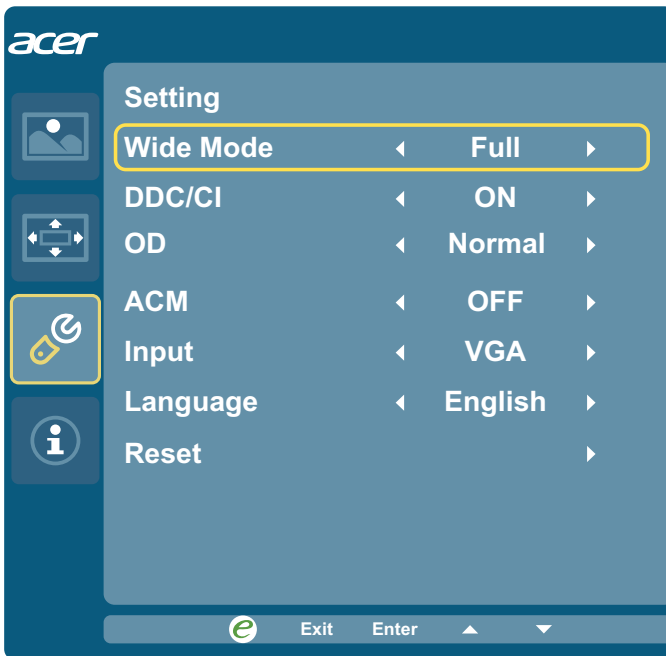 acer
Setting
Wide Mode Full
DDC/CI ON
OD Normal
ACM OFF
Input VGA
Language English
Reset
e Exit Enter